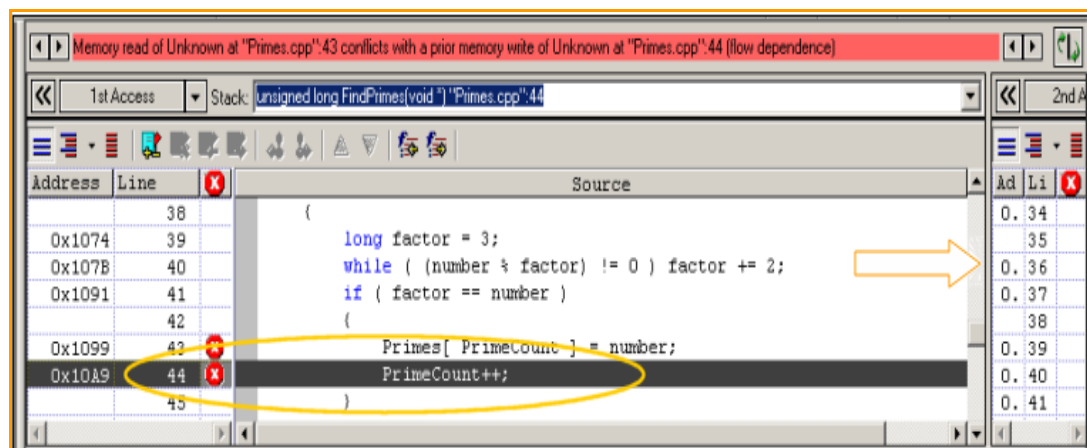 Memory read of Unknown at "Primes.cpp":43 conflicts with a prior memory write of Unknown at "Primes.cpp":44 (flow dependence)
1st Access Stack: unsigned long FindPrimes(void *) "Primes.cpp":44 2nd A
Address Line Source Ad Li
38 { 0. 34
0x1074 39 long factor = 3; 35
0x107B 40 while ( (number % factor) != 0 ) factor += 2; 0. 36
0x1091 41 if ( factor == number ) 0. 37
42 { 38
0x1099 43 Primes[ PrimeCount ] = number; 0. 39
0x10A9 44 PrimeCount++; 0. 40
45 } 0. 41